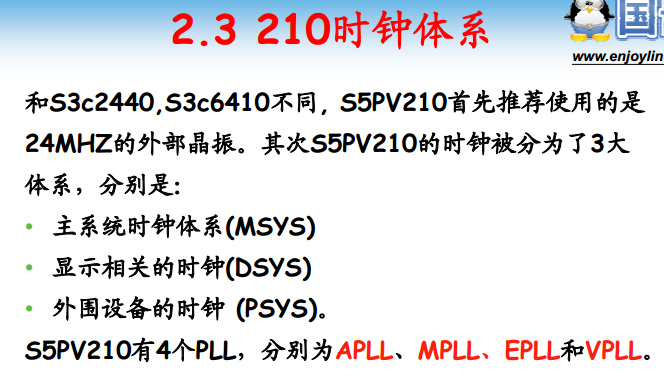 2.3 210时钟体系
国
www.enjoylin
和S3c2440,S3c6410不同, S5PV210首先推荐使用的是
24MHZ的外部晶振。其次S5PV210的时钟被分为了3大
体系，分别是:
• 主系统时钟体系(MSYS)
• 显示相关的时钟(DSYS)
• 外围设备的时钟 (PSYS)。
S5PV210有4个PLL，分别为APLL、MPLL、EPLL和VPLL。